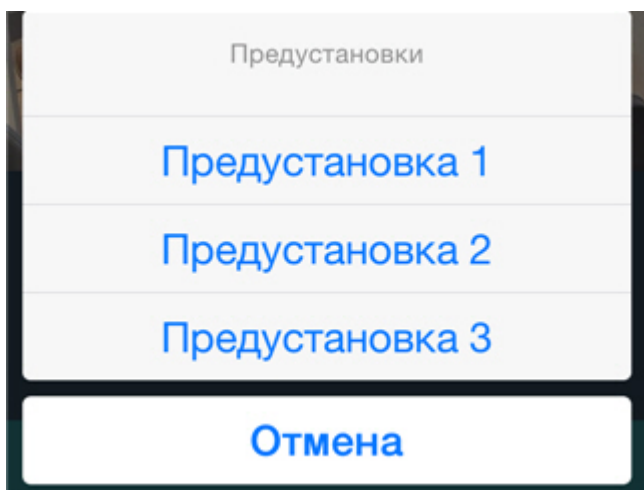 Предустановки
Предустановка 1
Предустановка 2
Предустановка 3
Отмена